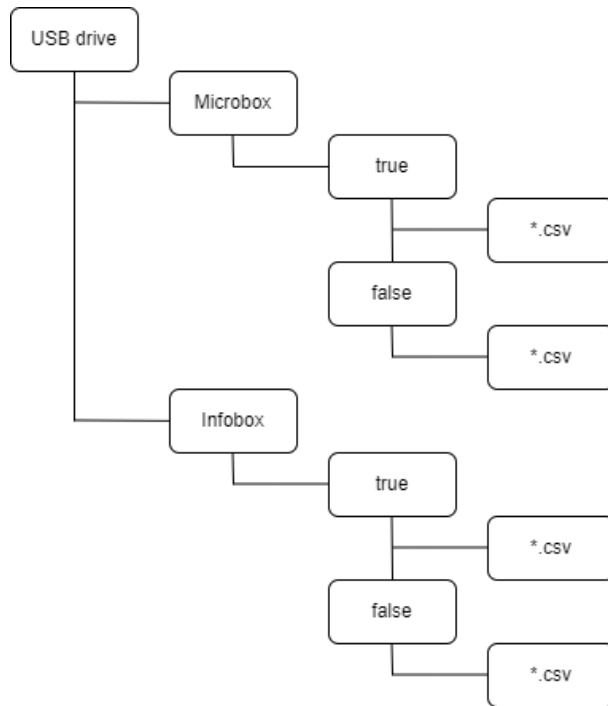 USB drive
Microbox
true
*.csv
false
*.csv
Infobox
true
*.csv
false
*.csv